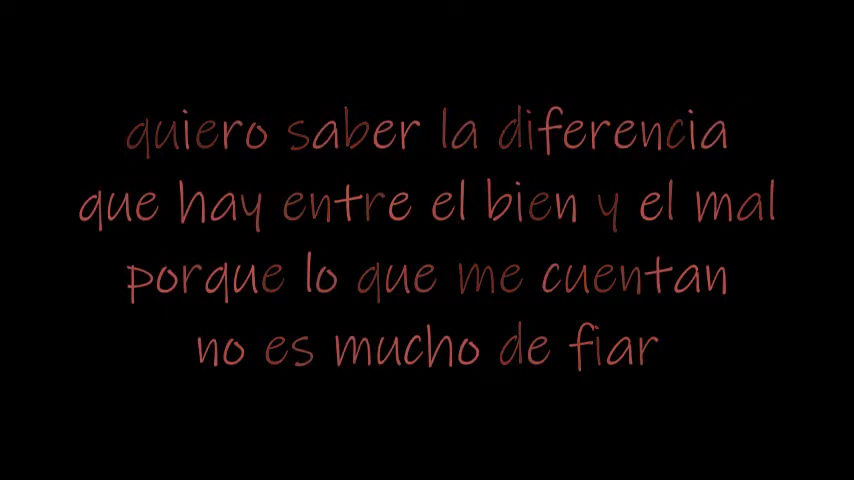 quiero saber la diferencia
que hay entre el bien y el mal
porque lo que me cuentan
no es mucho de fiar